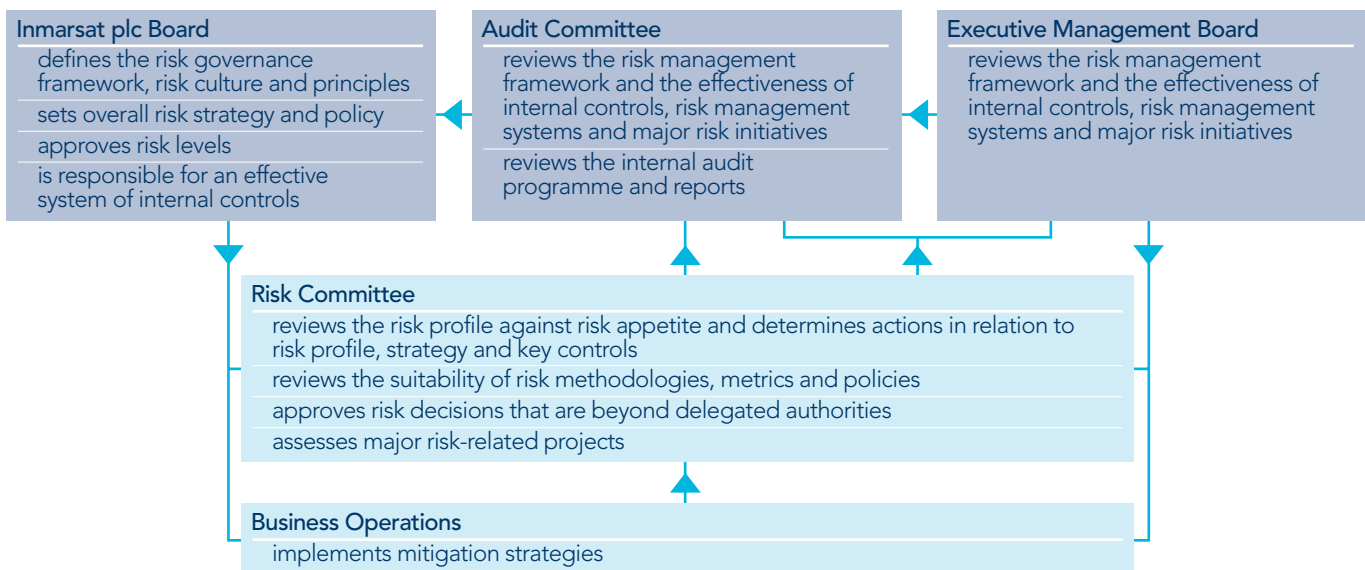 Inmarsat plc Board
defines the risk governance
framework, risk culture and principles
sets overall risk strategy and policy
approves risk levels
is responsible for an effective
system of internal controls
Audit Committee
reviews the risk management
framework and the effectiveness of
internal controls, risk management
systems and major risk initiatives
reviews the internal audit
programme and reports
Executive Management Board
reviews the risk management
framework and the effectiveness of
internal controls, risk management
systems and major risk initiatives
Risk Committee
reviews the risk profile against risk appetite and determines actions in relation to
risk profile, strategy and key controls
reviews the suitability of risk methodologies, metrics and policies
approves risk decisions that are beyond delegated authorities
assesses major risk-related projects
Business Operations
implements mitigation strategies